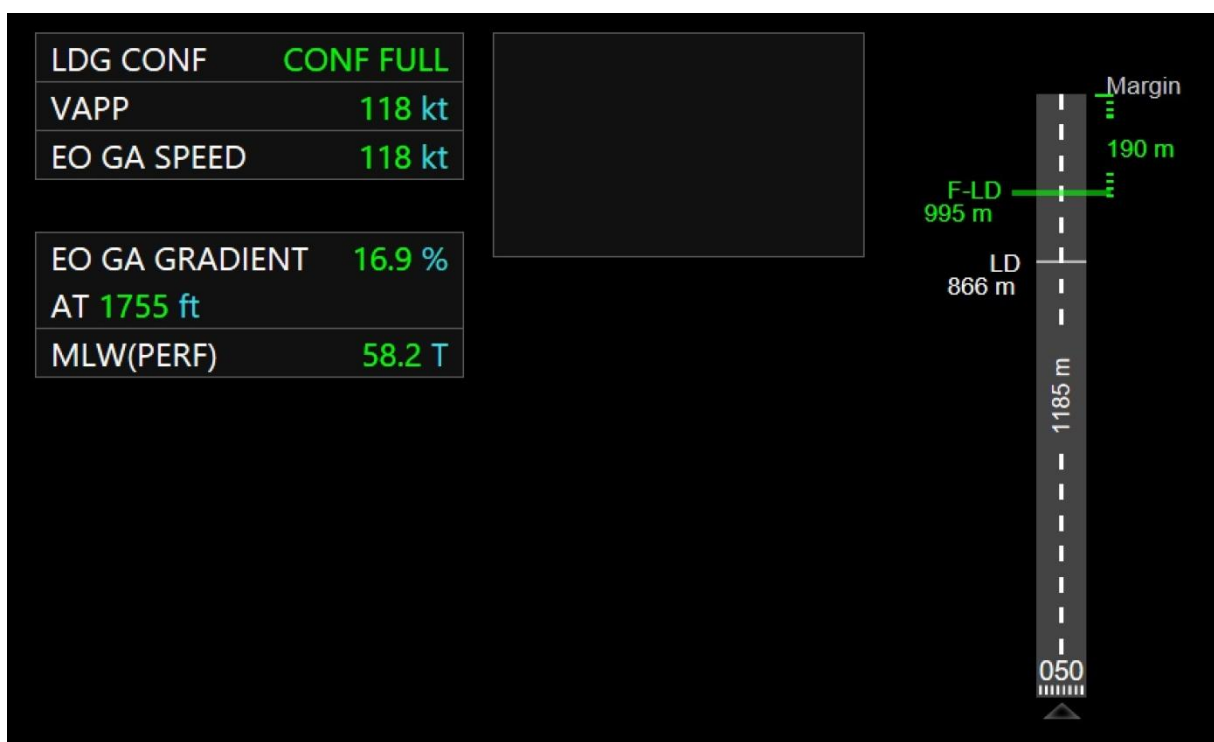 LDG CONF CONF FULL
VAPP 118 kt
EO GA SPEED 118 kt
EO GA GRADIENT 16.9 %
AT 1755 ft
MLW(PERF) 58.2 T
Margin
190 m
F-LD
995 m
LD
866 m
1185 m
050